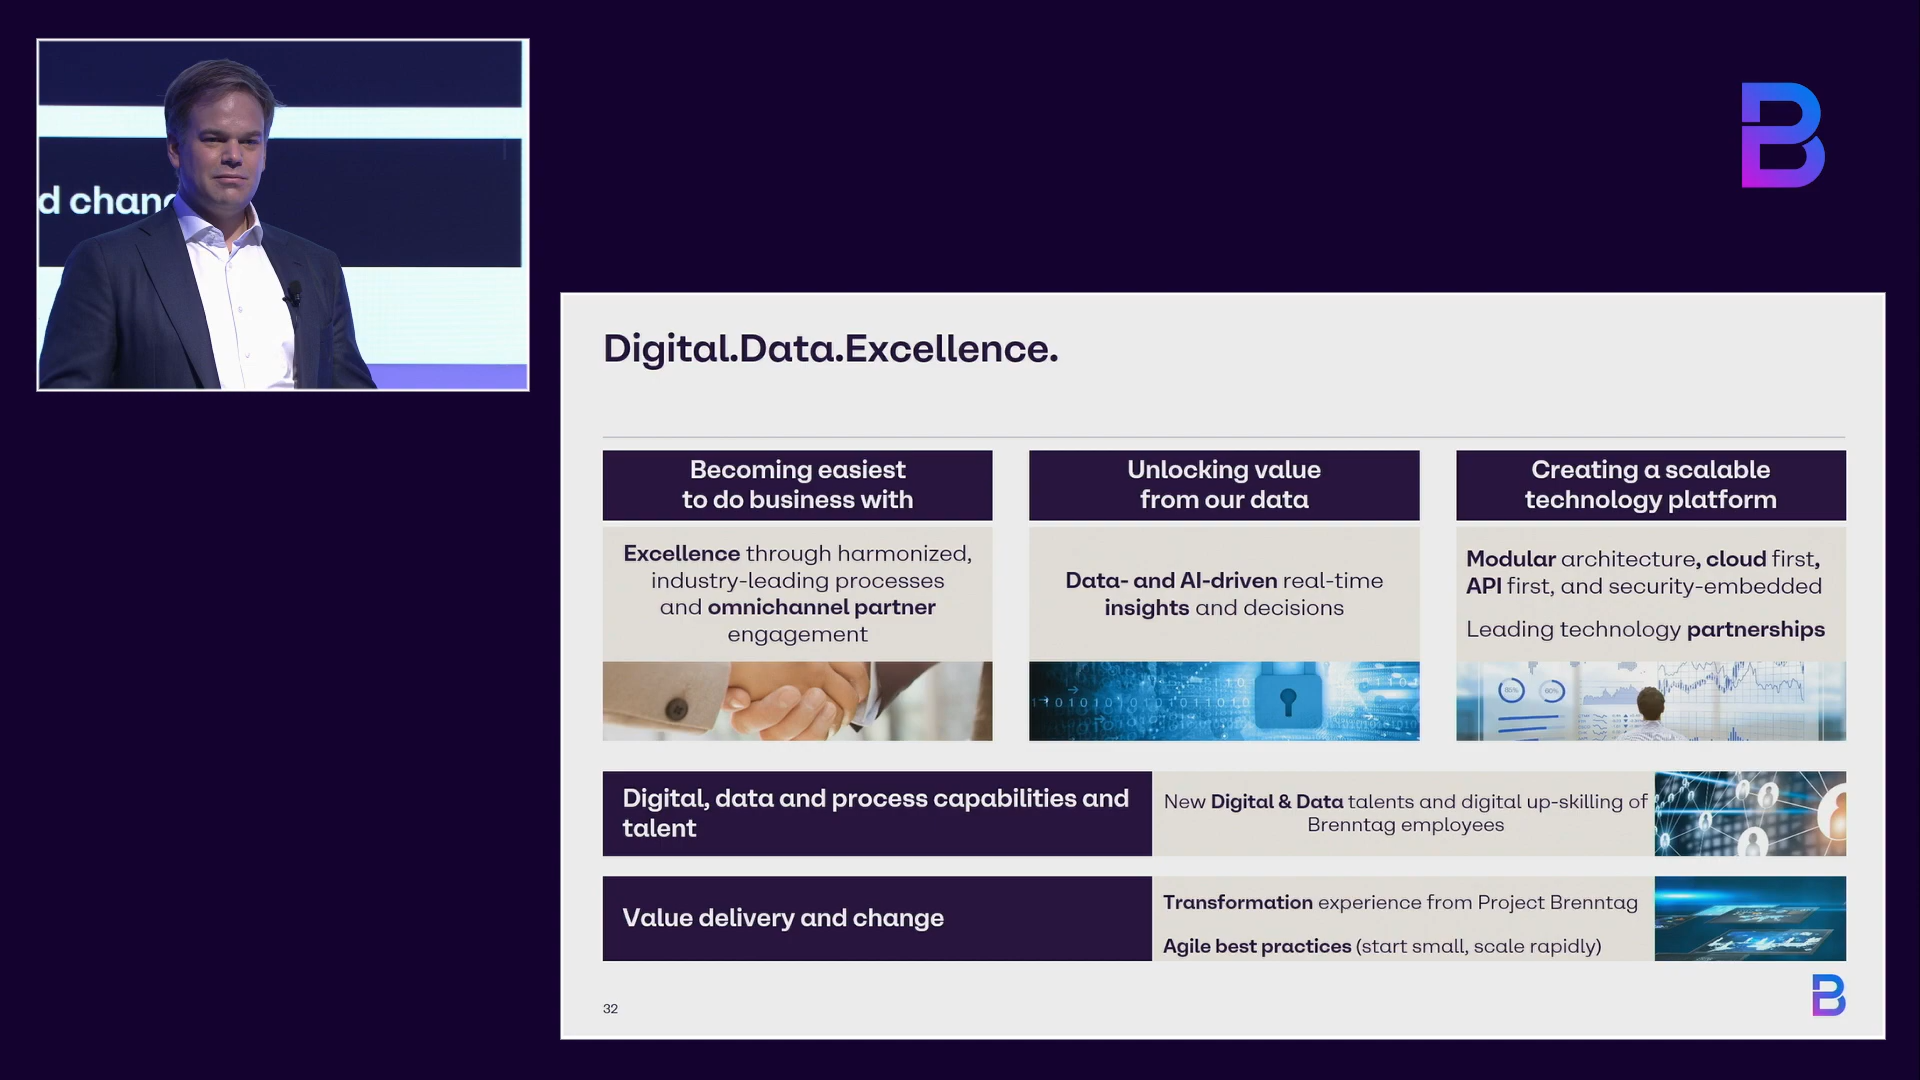 d chang
Digital.Data.Excellence.
Becoming easiest
to do business with
Excellence through harmonized,
industry-leading processes
and omnichannel partner
engagement
Unlocking value
from our data
Data- and AI-driven real-time
insights and decisions
Creating a scalable
technology platform
Modular architecture, cloud first,
API first, and security-embedded
Leading technology partnerships
Digital, data and process capabilities and
talent
New Digital & Data talents and digital up-skilling of
Brenntag employees
Value delivery and change
Transformation experience from Project Brenntag
Agile best practices (start small, scale rapidly)
32